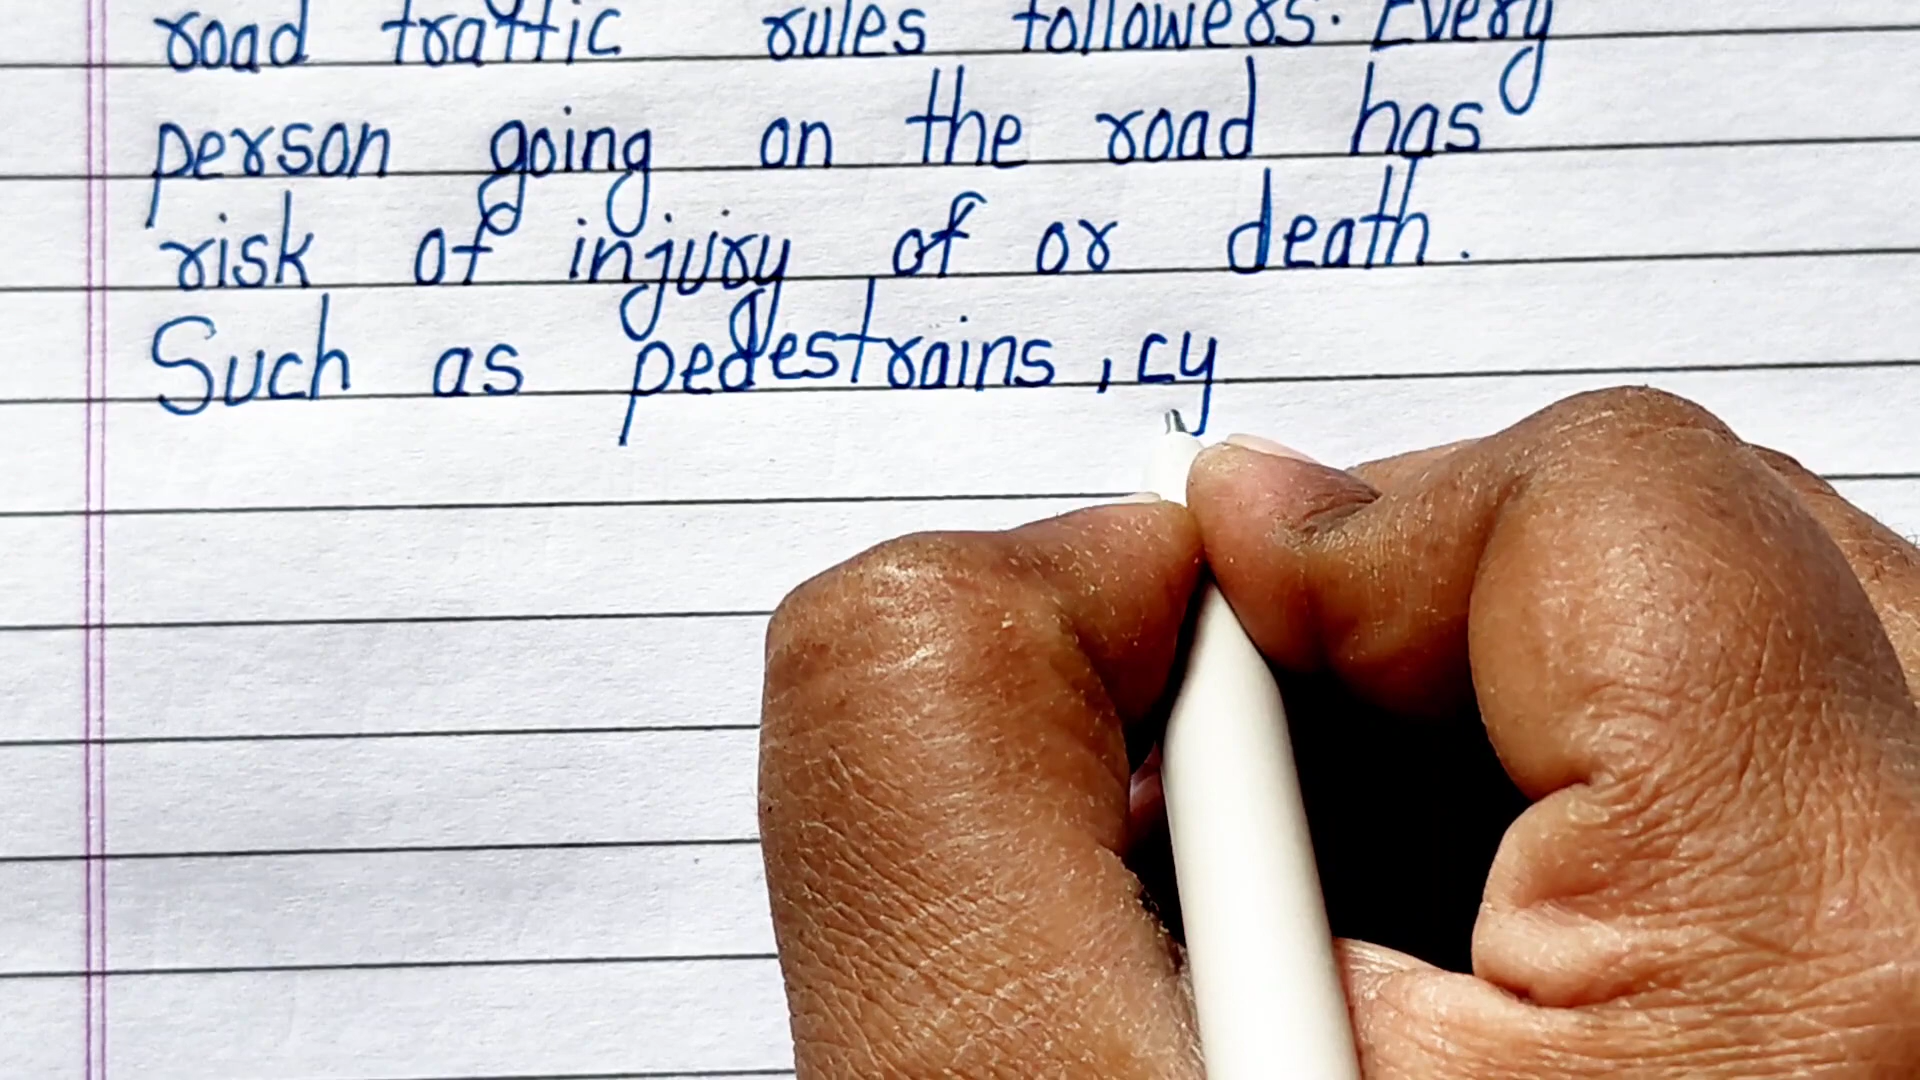 road traffic rules followers. Every
person going on the road has
risk of injury of or death.
Such as pedestrains, cy